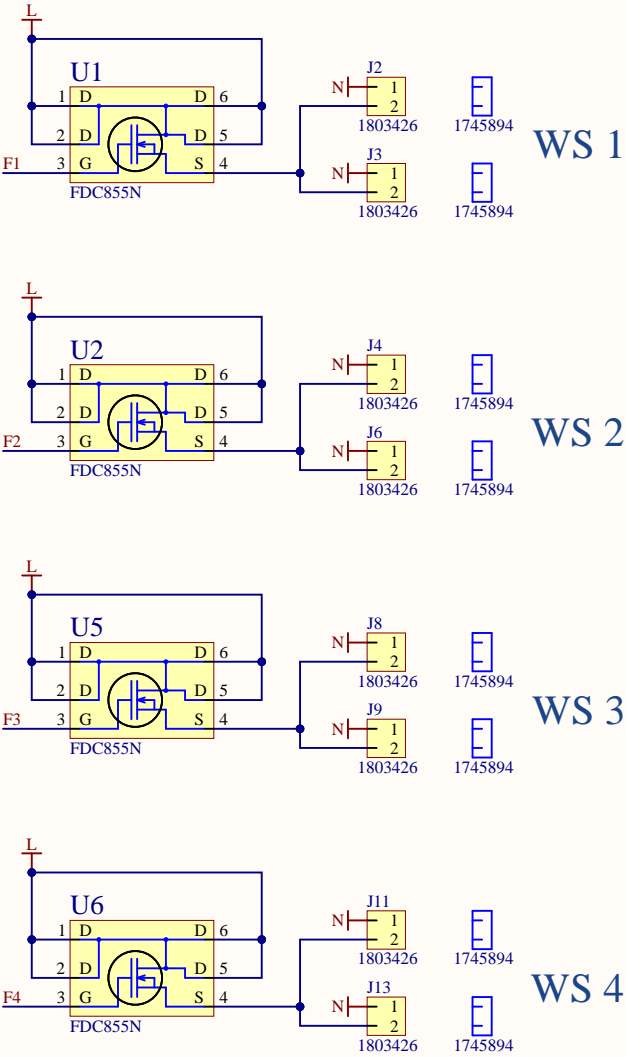 L
U1
1 D D 6
2 D D 5
F1 3 G S 4
FDC855N
J2
N 1
2
1803426 1745894
J3
N 1
2
1803426 1745894
WS 1
L
U2
1 D D 6
2 D D 5
F2 3 G S 4
FDC855N
J4
N 1
2
1803426 1745894
J6
N 1
2
1803426 1745894
WS 2
L
U5
1 D D 6
2 D D 5
F3 3 G S 4
FDC855N
J8
N 1
2
1803426 1745894
J9
N 1
2
1803426 1745894
WS 3
L
U6
1 D D 6
2 D D 5
F4 3 G S 4
FDC855N
J11
N 1
2
1803426 1745894
J13
N 1
2
1803426 1745894
WS 4